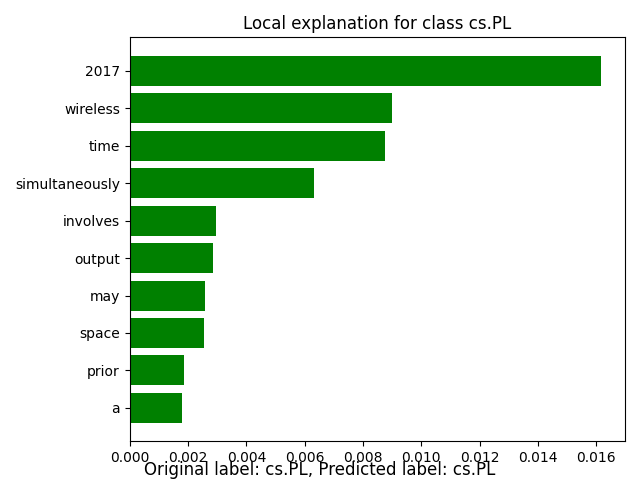 Local explanation for class cs.PL
2017
wireless
time
simultaneously
involves
output
may
space
prior
a
0.000 0.002 0.004 0.006 0.008 0.010 0.012 0.014 0.016
Original label: cs.PL, Predicted label: cs.PL